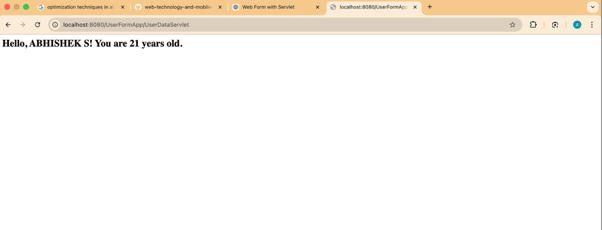 optimization techniques in al
web-technology-and-mobile
Web Form with Servlet
localhost:8080/UserFormApp
localhost:8080/UserFormApp/UserDataServlet
Hello, ABHISHEK S! You are 21 years old.